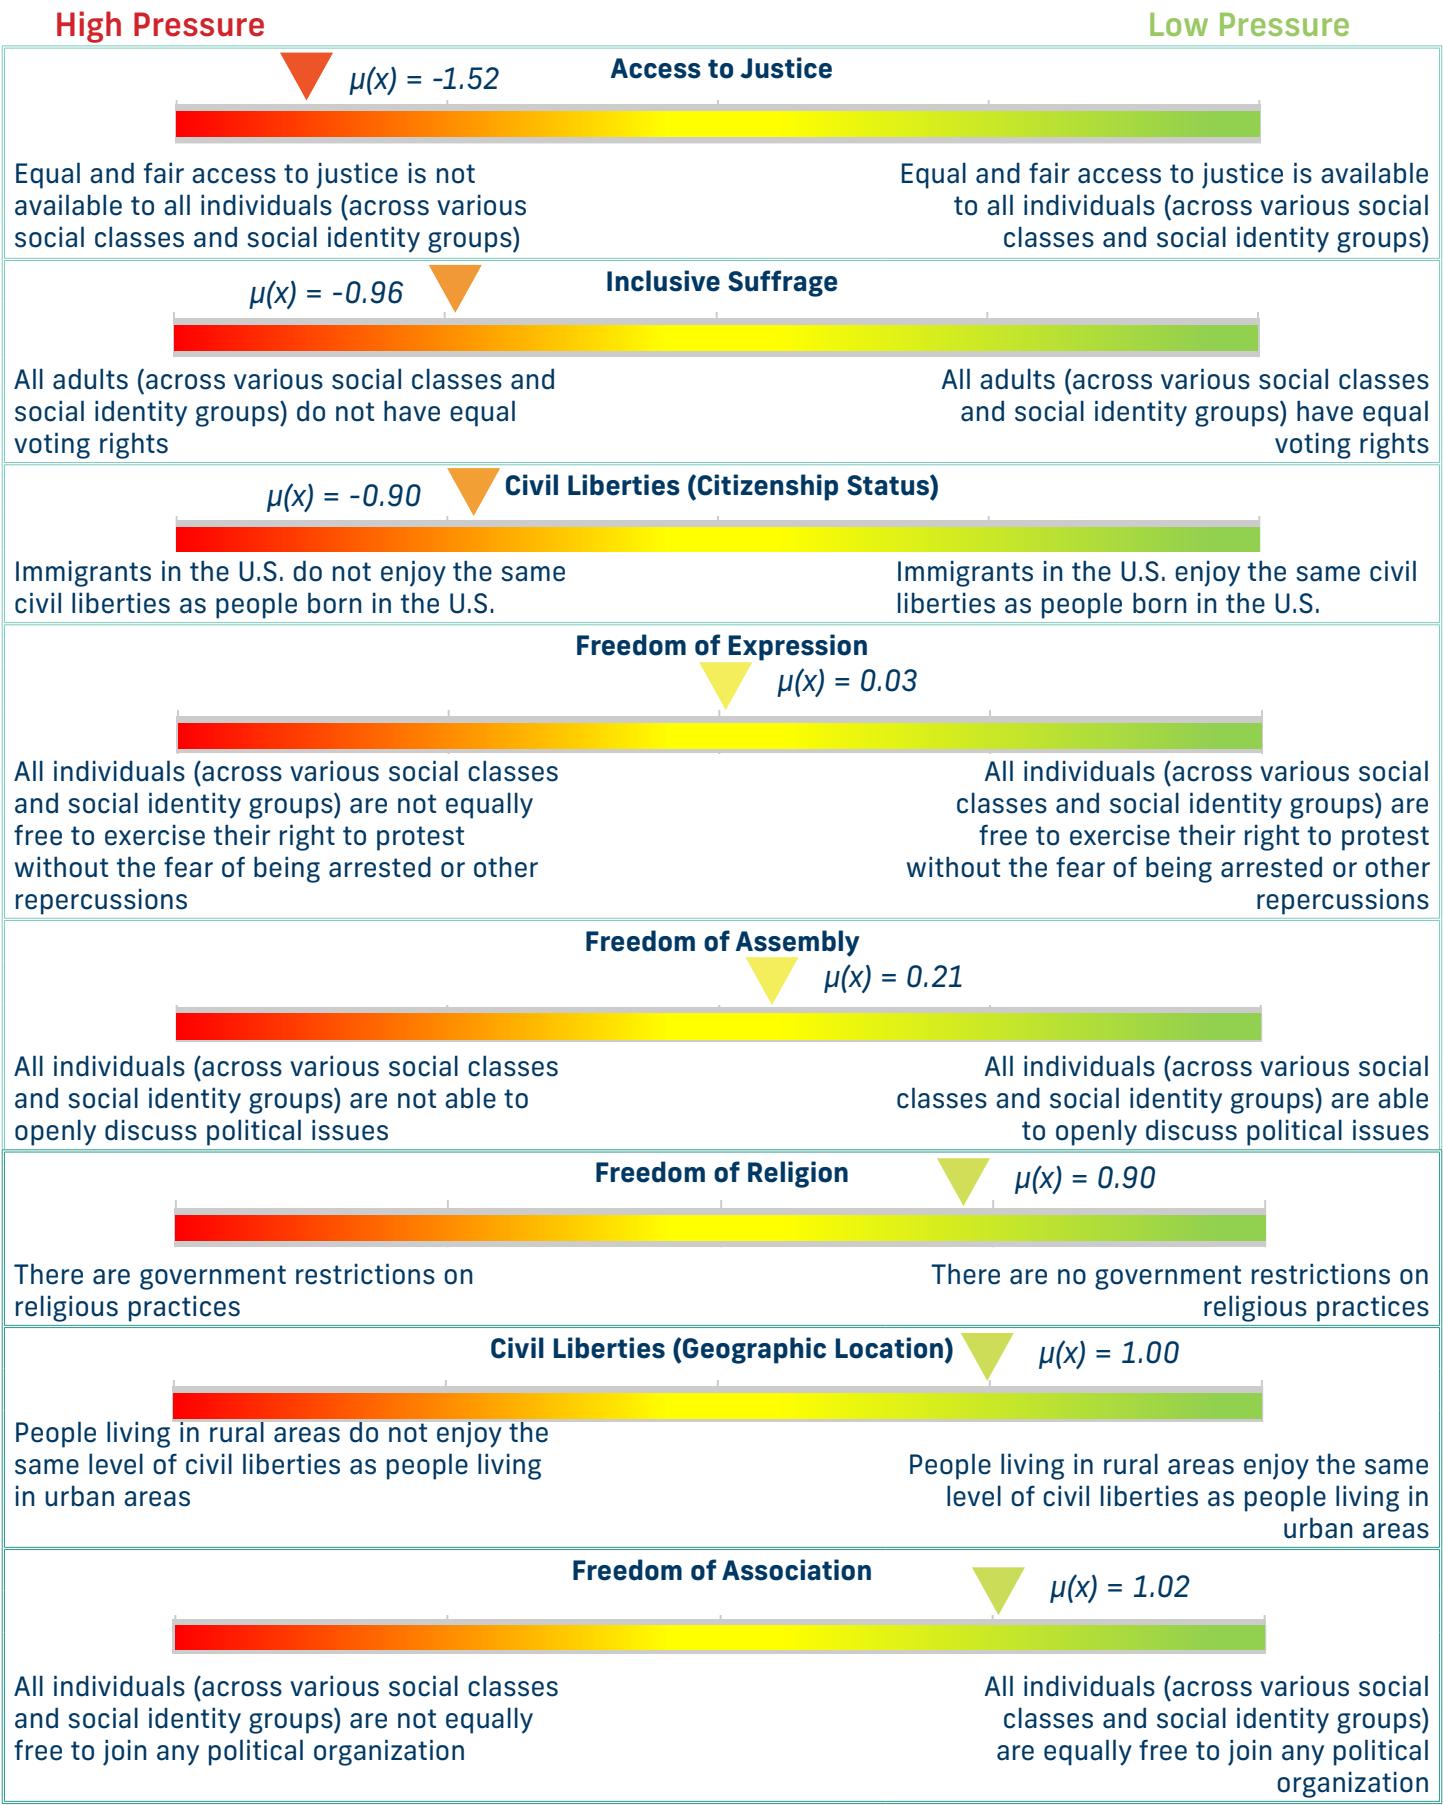 High Pressure
Low Pressure
μ(x) = -1.52
Access to Justice
Equal and fair access to justice is not
available to all individuals (across various
social classes and social identity groups)
Equal and fair access to justice is available
to all individuals (across various social
classes and social identity groups)
μ(x) = -0.96
Inclusive Suffrage
All adults (across various social classes and
social identity groups) do not have equal
voting rights
All adults (across various social classes
and social identity groups) have equal
voting rights
μ(x) = -0.90
Civil Liberties (Citizenship Status)
Immigrants in the U.S. do not enjoy the same
civil liberties as people born in the U.S.
Immigrants in the U.S. enjoy the same civil
liberties as people born in the U.S.
Freedom of Expression
μ(x) = 0.03
All individuals (across various social classes
and social identity groups) are not equally
free to exercise their right to protest
without the fear of being arrested or other
repercussions
All individuals (across various social
classes and social identity groups) are
free to exercise their right to protest
without the fear of being arrested or other
repercussions
Freedom of Assembly
μ(x) = 0.21
All individuals (across various social classes
and social identity groups) are not able to
openly discuss political issues
All individuals (across various social
classes and social identity groups) are able
to openly discuss political issues
Freedom of Religion
μ(x) = 0.90
There are government restrictions on
religious practices
There are no government restrictions on
religious practices
Civil Liberties (Geographic Location)
μ(x) = 1.00
People living in rural areas do not enjoy the
same level of civil liberties as people living
in urban areas
People living in rural areas enjoy the same
level of civil liberties as people living in
urban areas
Freedom of Association
μ(x) = 1.02
All individuals (across various social classes
and social identity groups) are not equally
free to join any political organization
All individuals (across various social
classes and social identity groups)
are equally free to join any political
organization